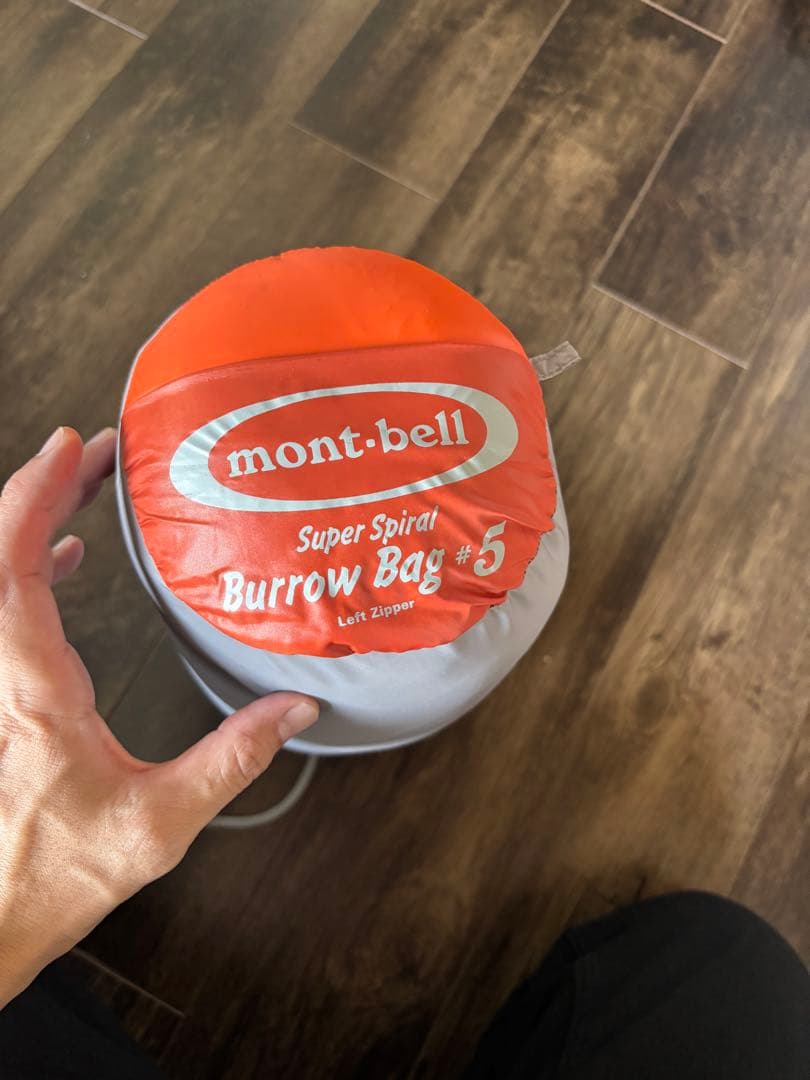 mont-bell
Super Spiral
Burrow Bag #5
Left Zipper